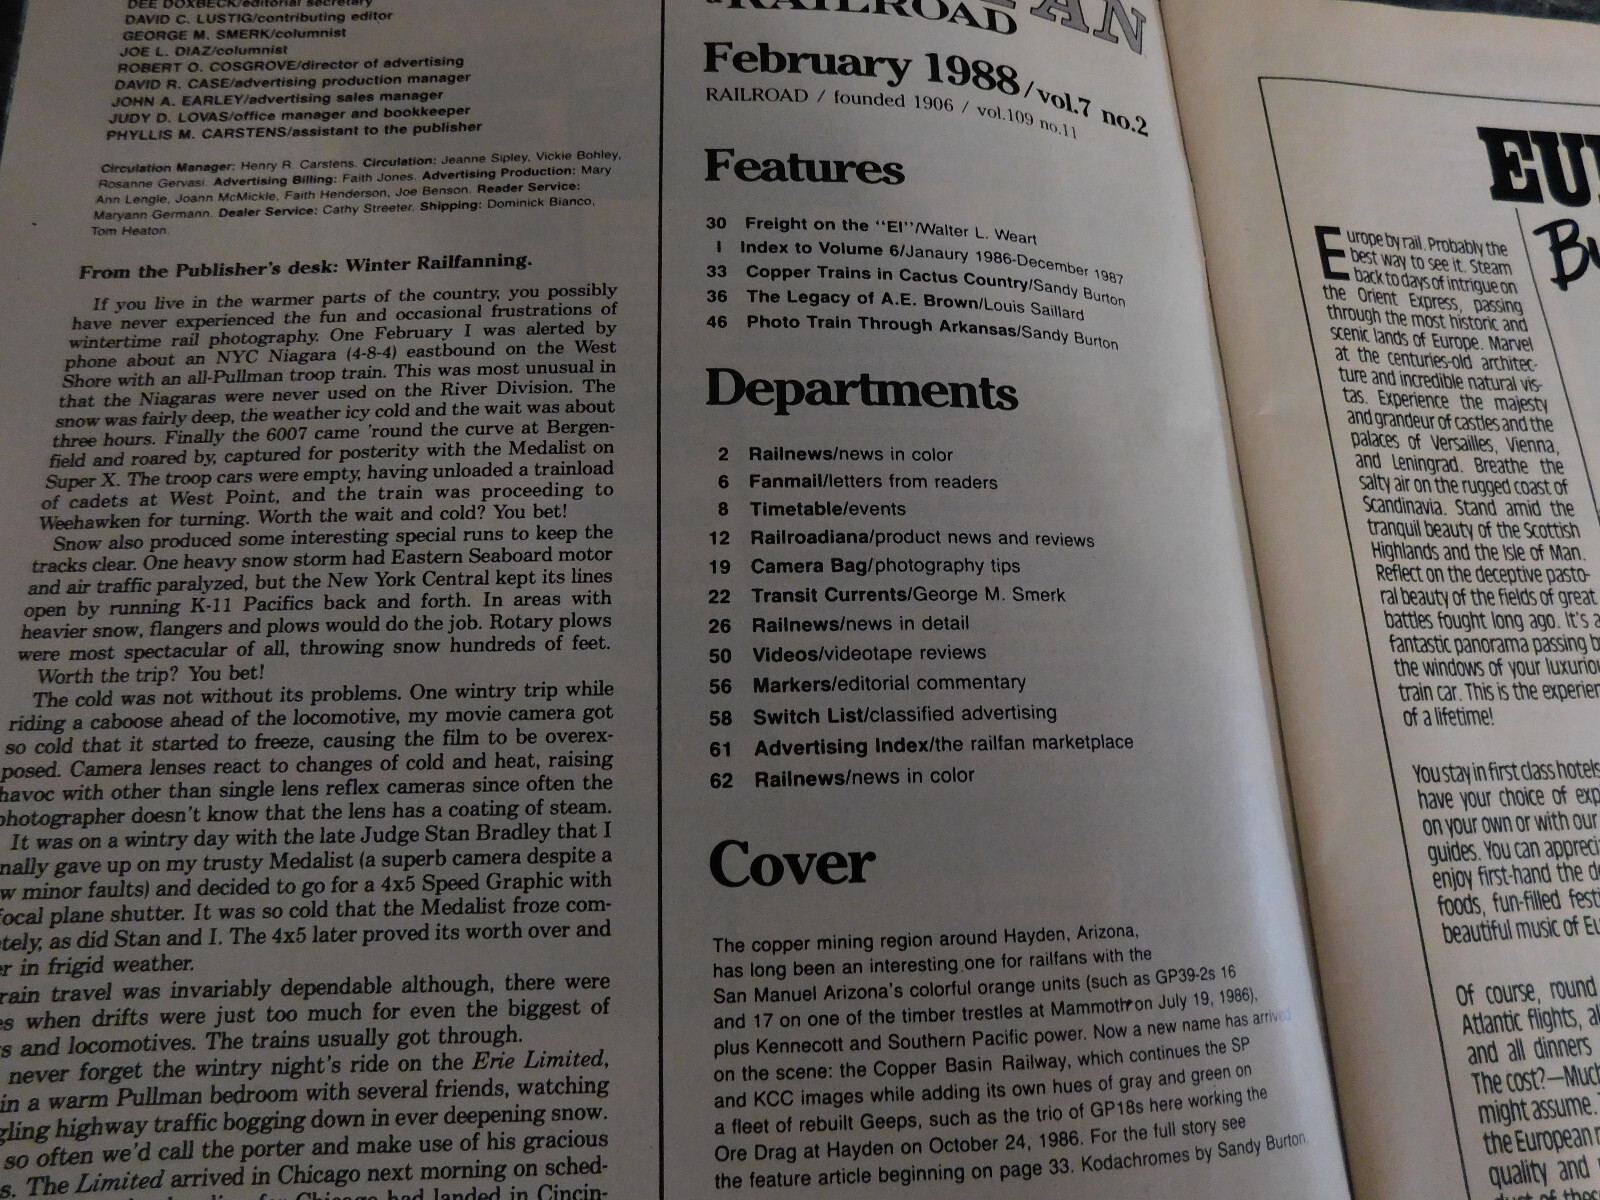 DEE DOXBECK/editorial secretary
DAVID C. LUSTIG/contributing editor
GEORGE M. SMERK/columnist
JOE L. DIAZ/columnist
ROBERT O. COSGROVE/director of advertising
DAVID R. CASE/advertising production manager
JOHN A. EARLEY/advertising sales manager
JUDY D. LOVAS/office manager and bookkeeper
PHYLLIS M. CARSTENS/assistant to the publisher
Circulation Manager: Henry R. Carstens. Circulation: Jeanne Sipley, Vickie Bohley,
Rosanne Gervasi. Advertising Billing: Faith Jones. Advertising Production: Mary
Ann Lengle, Joann McMickle, Faith Henderson, Joe Benson. Reader Service:
Maryann Germann. Dealer Service: Cathy Streeter. Shipping: Dominick Bianco,
Tom Heaton.
From the Publisher's desk: Winter Railfanning.
If you live in the warmer parts of the country, you possibly
have never experienced the fun and occasional frustrations of
wintertime rail photography. One February I was alerted by
phone about an NYC Niagara (4-8-4) eastbound on the West
Shore with an all-Pullman troop train. This was most unusual in
that the Niagaras were never used on the River Division. The
snow was fairly deep, the weather icy cold and the wait was about
three hours. Finally the 6007 came 'round the curve at Bergen-
field and roared by, captured for posterity with the Medalist on
Super X. The troop cars were empty, having unloaded a trainload
of cadets at West Point, and the train was proceeding to
Weehawken for turning. Worth the wait and cold? You bet!
Snow also produced some interesting special runs to keep the
tracks clear. One heavy snow storm had Eastern Seaboard motor
and air traffic paralyzed, but the New York Central kept its lines
open by running K-11 Pacifics back and forth. In areas with
heavier snow, flangers and plows would do the job. Rotary plows
were most spectacular of all, throwing snow hundreds of feet.
Worth the trip? You bet!
The cold was not without its problems. One wintry trip while
riding a caboose ahead of the locomotive, my movie camera got
so cold that it started to freeze, causing the film to be overex-
posed. Camera lenses react to changes of cold and heat, raising
havoc with other than single lens reflex cameras since often the
photographer doesn't know that the lens has a coating of steam.
It was on a wintry day with the late Judge Stan Bradley that I
nally gave up on my trusty Medalist (a superb camera despite a
w minor faults) and decided to go for a 4x5 Speed Graphic with
focal plane shutter. It was so cold that the Medalist froze com-
tely, as did Stan and I. The 4x5 later proved its worth over and
r in frigid weather.
rain travel was invariably dependable although, there were
es when drifts were just too much for even the biggest of
s and locomotives. The trains usually got through.
never forget the wintry night's ride on the Erie Limited,
in a warm Pullman bedroom with several friends, watching
gling highway traffic bogging down in ever deepening snow.
so often we'd call the porter and make use of his gracious
s. The Limited arrived in Chicago next morning on sched-
Chicago had landed in Cincin-
RAILROAD
February 1988/vol.7 no.2
RAILROAD / founded 1906 / vol.109 no.11
Features
30 Freight on the "El"/Walter L. Weart
I Index to Volume 6/Janaury 1986-December 1987
33 Copper Trains in Cactus Country/Sandy Burton
36 The Legacy of A.E. Brown/Louis Saillard
46 Photo Train Through Arkansas/Sandy Burton
Departments
2 Railnews/news in color
6 Fanmail/letters from readers
8 Timetable/events
12 Railroadiana/product news and reviews
19 Camera Bag/photography tips
22 Transit Currents/George M. Smerk
26 Railnews/news in detail
50 Videos/videotape reviews
56 Markers/editorial commentary
58 Switch List/classified advertising
61 Advertising Index/the railfan marketplace
62 Railnews/news in color
Cover
The copper mining region around Hayden, Arizona,
has long been an interesting one for railfans with the
San Manuel Arizona's colorful orange units (such as GP39-2s 16
and 17 on one of the timber trestles at Mammoth on July 19, 1986),
plus Kennecott and Southern Pacific power. Now a new name has arrived
on the scene: the Copper Basin Railway, which continues the SP
and KCC images while adding its own hues of gray and green on
a fleet of rebuilt Geeps, such as the trio of GP18s here working the
Ore Drag at Hayden on October 24, 1986. For the full story see
the feature article beginning on page 33. Kodachromes by Sandy Burton
EU
Europe by rail. Probably the
best way to see it. Steam
back to days of intrigue on
the Orient Express, passing
through the most historic and
scenic lands of Europe. Marvel
at the centuries-old architec-
ture and incredible natural vis-
tas. Experience the majesty
and grandeur of castles and the
palaces of Versailles, Vienna,
and Leningrad. Breathe the
salty air on the rugged coast of
Scandinavia. Stand amid the
tranquil beauty of the Scottish
Highlands and the Isle of Man.
Reflect on the deceptive pasto-
ral beauty of the fields of great
battles fought long ago. It's a
fantastic panorama passing b
the windows of your luxurio
train car. This is the experien
of a lifetime!
You stay in first class hotels
have your choice of exp
on your own or with our
guides. You can appreci
enjoy first-hand the d
foods, fun-filled festi
beautiful music of Eu
Of course, round
Atlantic flights, al
and all dinners
The cost?—Much
might assume.
the European r
quality and